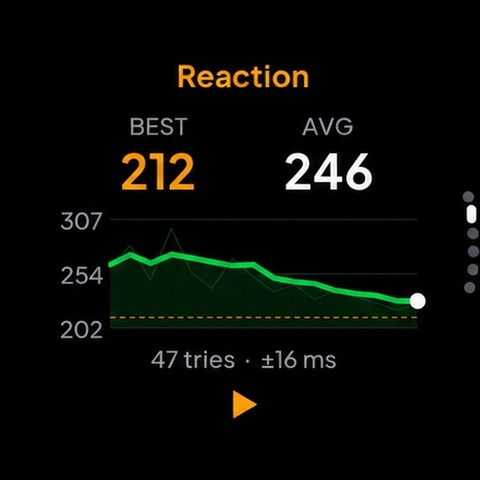 Reaction
BEST AVG
212 246
307
254
202
47 tries · ±16 ms